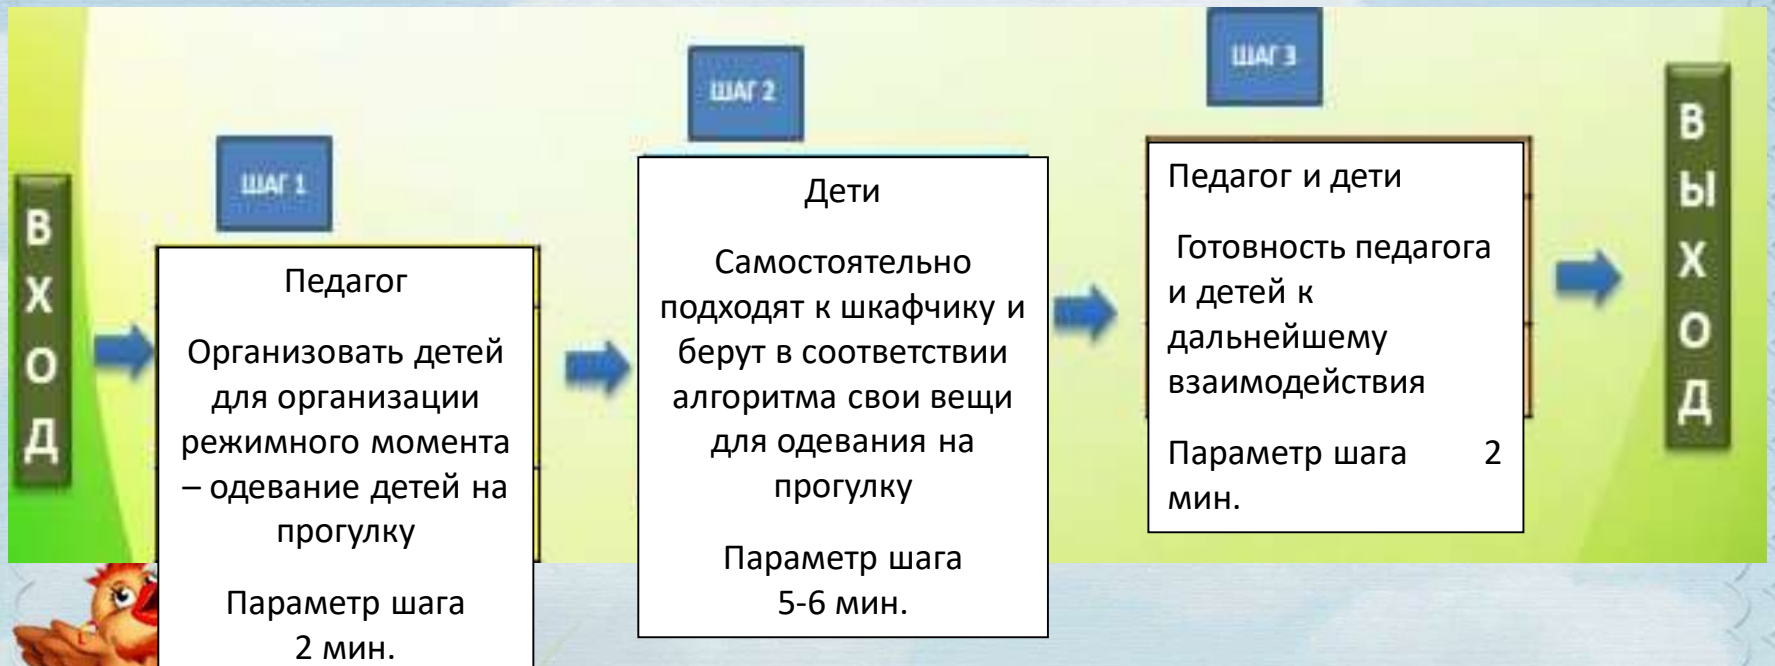 ВХОД
ШАГ 1
Педагог
Организовать детей
для организации
режимного момента
– одевание детей на
прогулку
Параметр шага
2 мин.
ШАГ 2
Дети
Самостоятельно
подходят к шкафчику и
берут в соответствии
алгоритма свои вещи
для одевания на
прогулку
Параметр шага
5-6 мин.
ШАГ 3
Педагог и дети
Готовность педагога
и детей к
дальнейшему
взаимодействия
Параметр шага 2
мин.
ВЫХОД